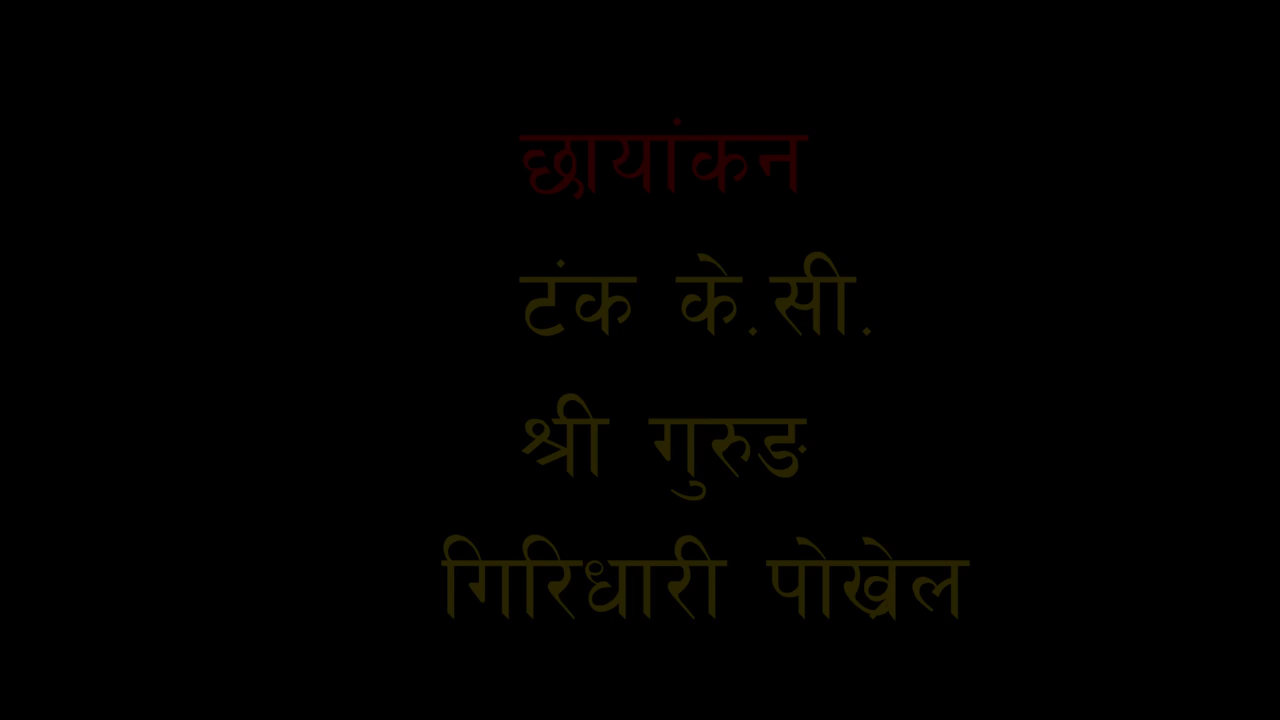 छायांकन
टंक के.सी.
श्री गुरुङ
गिरिधारी पोखेल